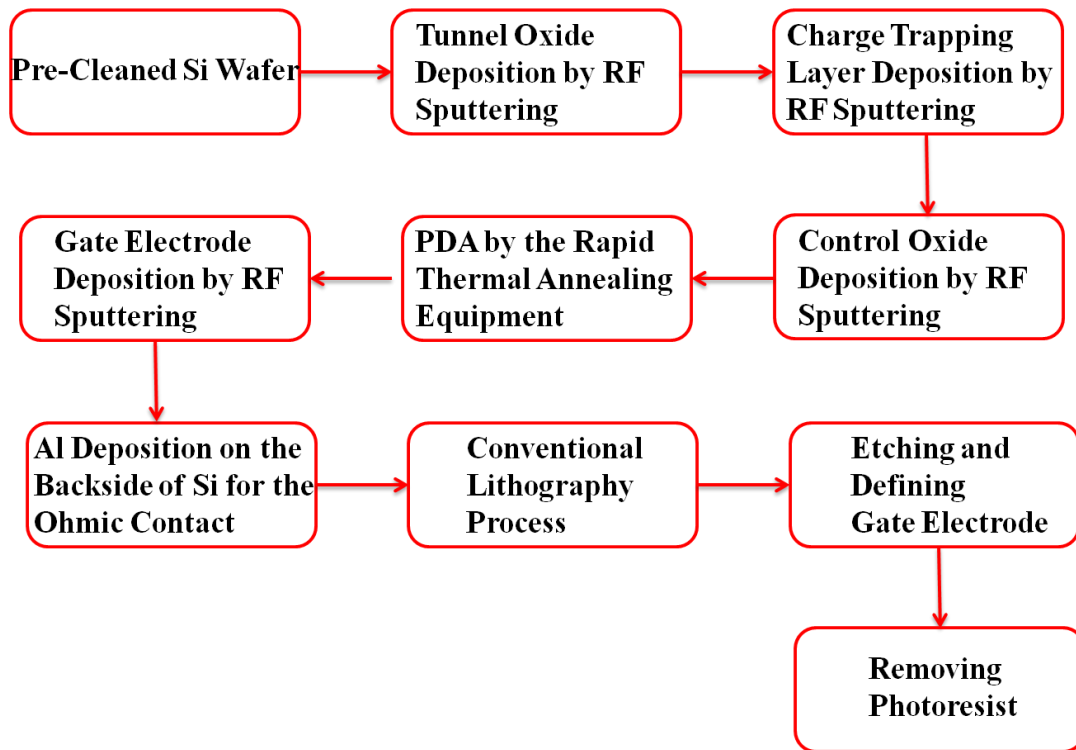 Pre-Cleaned Si Wafer
Tunnel Oxide
Deposition by RF
Sputtering
Charge Trapping
Layer Deposition by
RF Sputtering
Control Oxide
Deposition by RF
Sputtering
PDA by the Rapid
Thermal Annealing
Equipment
Gate Electrode
Deposition by RF
Sputtering
Al Deposition on the
Backside of Si for the
Ohmic Contact
Conventional
Lithography
Process
Etching and
Defining
Gate Electrode
Removing
Photoresist